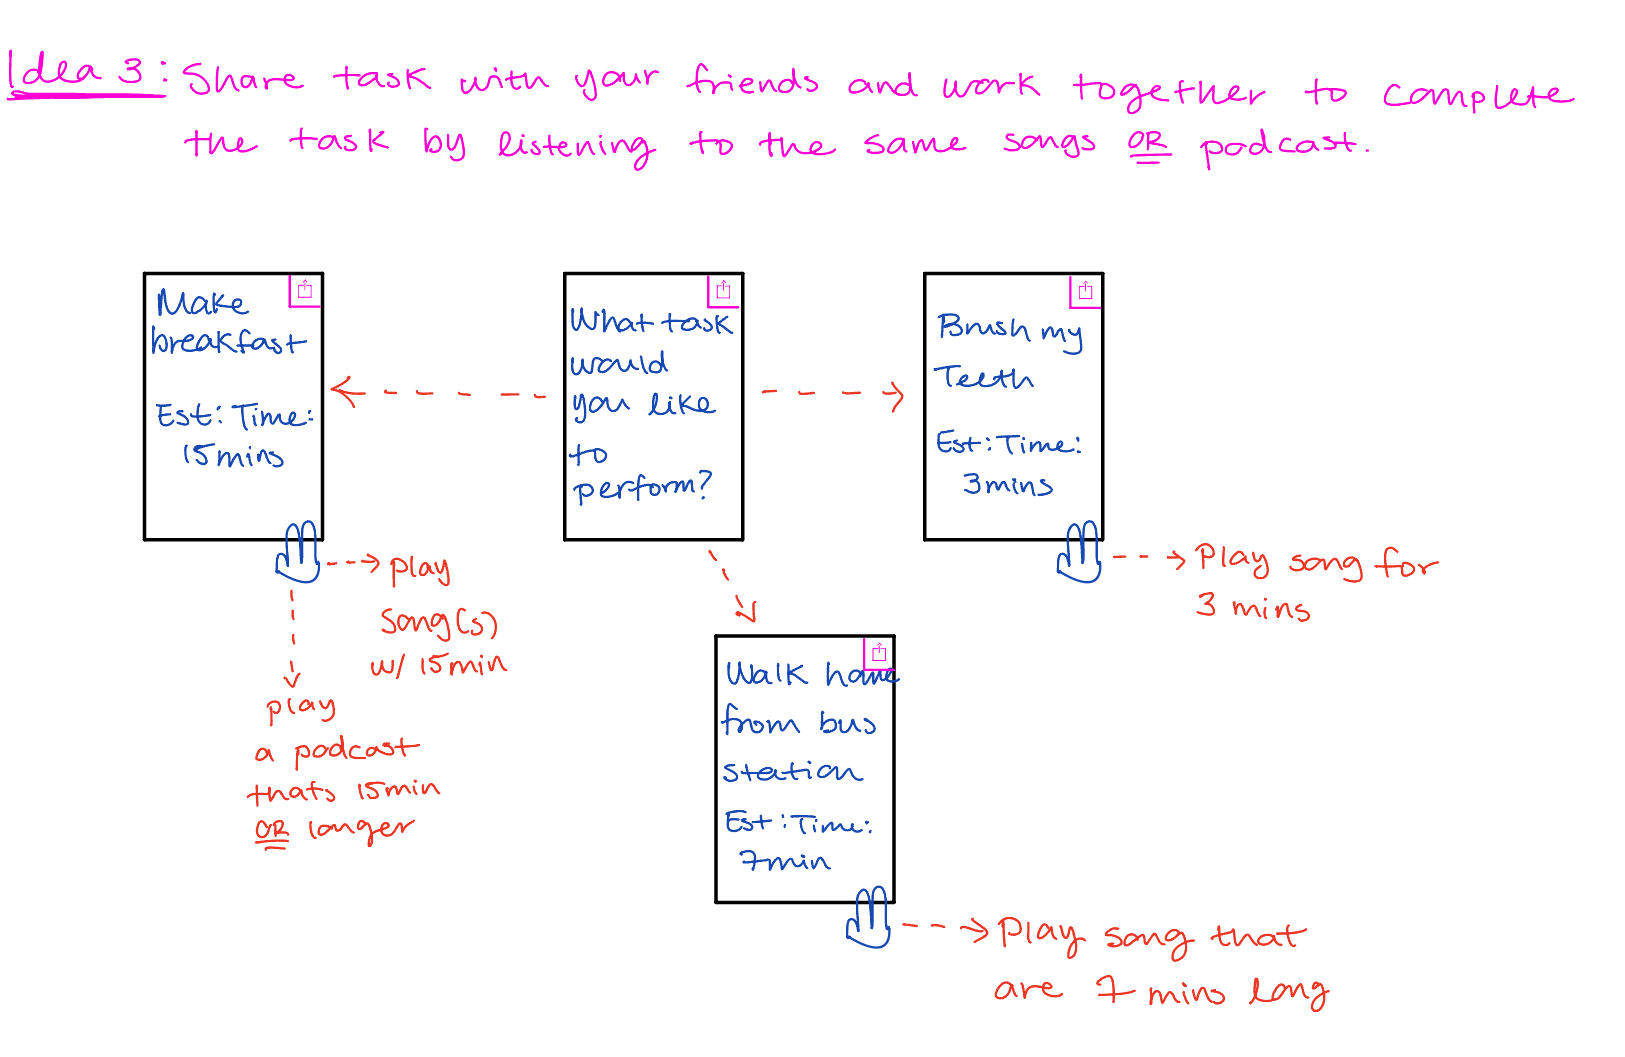 Idea 3: Share task with your friends and work together to complete
the task by listening to the same songs OR podcast.
Make
breakfast
Est: Time:
15mins
What task
would
you like
to
perform?
Brush my
Teeth
Est: Time:
3mins
play
song(s)
w/ 15min
play
a podcast
thats 15min
OR longer
Play song for
3 mins
Walk home
from bus
station
Est: Time:
7min
Play song that
are 7 mins long